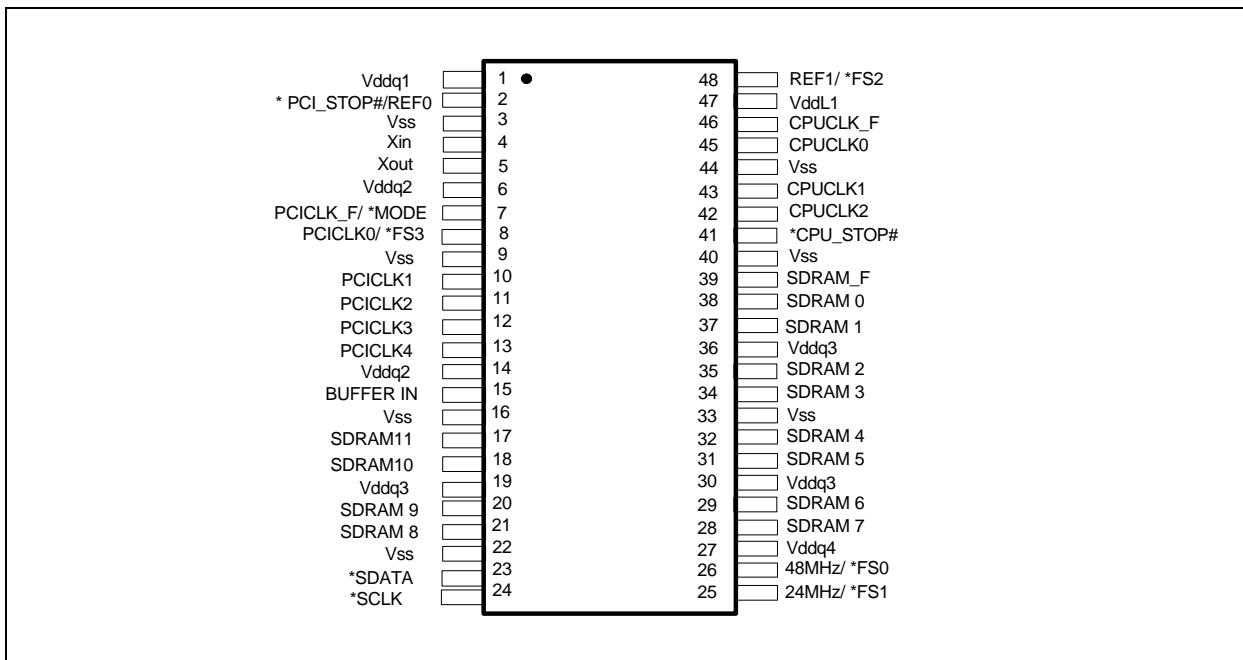 Vddq1 1 48 REF1/ *FS2
* PCI_STOP#/REF0 2 47 VddL1
Vss 3 46 CPUCLK_F
Xin 4 45 CPUCLK0
Xout 5 44 Vss
Vddq2 6 43 CPUCLK1
PCICLK_F/ *MODE 7 42 CPUCLK2
PCICLK0/ *FS3 8 41 *CPU_STOP#
Vss 9 40 Vss
PCICLK1 10 39 SDRAM_F
PCICLK2 11 38 SDRAM 0
PCICLK3 12 37 SDRAM 1
PCICLK4 13 36 Vddq3
Vddq2 14 35 SDRAM 2
BUFFER IN 15 34 SDRAM 3
Vss 16 33 Vss
SDRAM11 17 32 SDRAM 4
SDRAM10 18 31 SDRAM 5
Vddq3 19 30 Vddq3
SDRAM 9 20 29 SDRAM 6
SDRAM 8 21 28 SDRAM 7
Vss 22 27 Vddq4
*SDATA 23 26 48MHz/ *FS0
*SCLK 24 25 24MHz/ *FS1